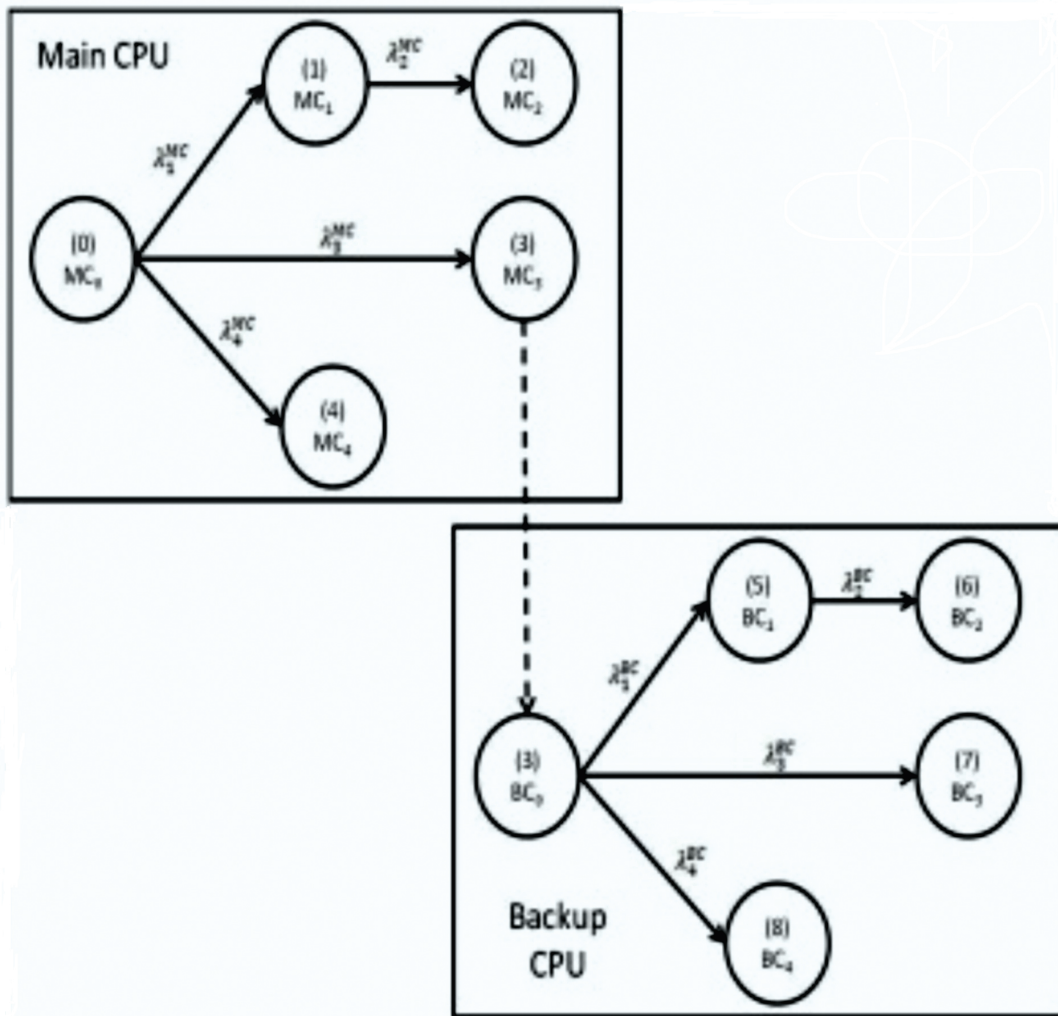 Main CPU
(1)
MC₁
λ₂ᴹᶜ
(2)
MC₂
λ₁ᴹᶜ
(0)
MC₀
λ₃ᴹᶜ
(3)
MC₃
λ₄ᴹᶜ
(4)
MC₄
(5)
BC₁
λ₂ᴮᶜ
(6)
BC₂
λ₁ᴮᶜ
(3)
BC₀
λ₃ᴮᶜ
(7)
BC₃
λ₄ᴮᶜ
(8)
BC₄
Backup
CPU